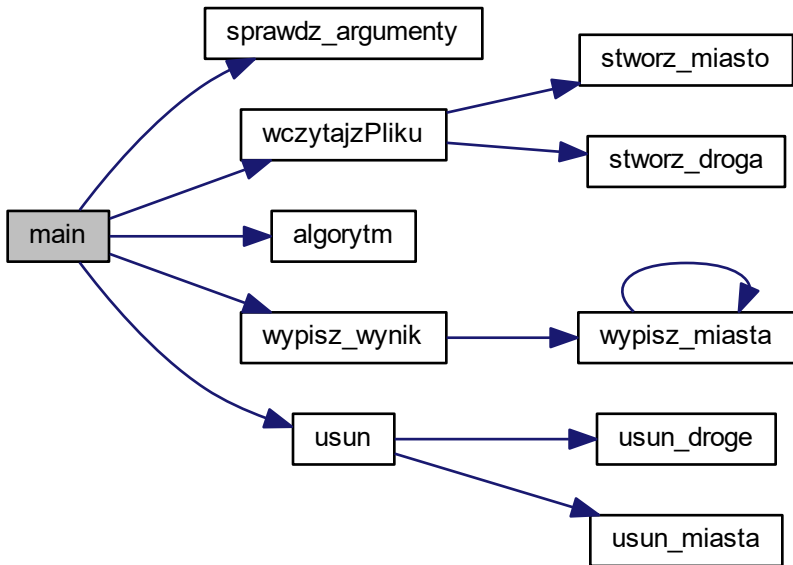 sprawdz_argumenty
stworz_miasto
wczytajzPliku
stworz_droga
main
algorytm
wypisz_wynik
wypisz_miasta
usun
usun_droge
usun_miasta